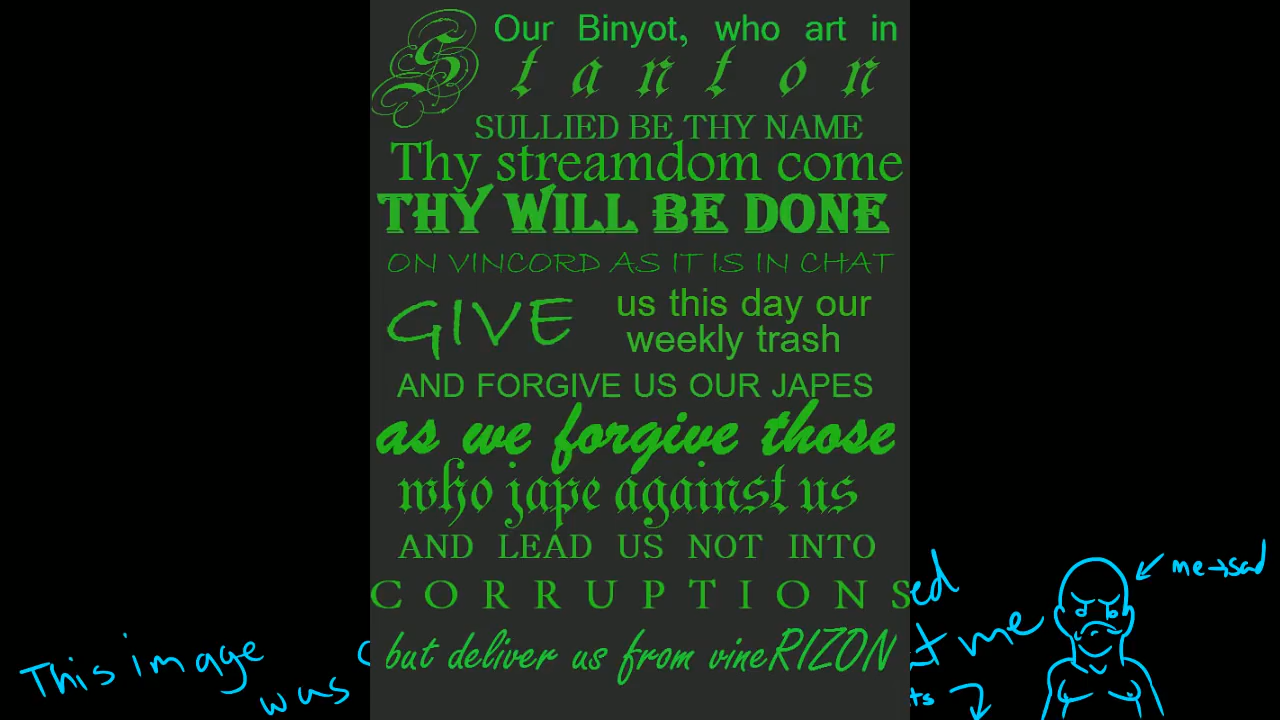 Our Binyot, who art in
Stanton
SULLIED BE THY NAME
Thy streamdom come
THY WILL BE DONE
ON VINCORD AS IT IS IN CHAT
GIVE us this day our
weekly trash
AND FORGIVE US OUR JAPES
as we forgive those
who jape against us
AND LEAD US NOT INTO
CORRUPTIONS
but deliver us from vineRIZON
This image
was
me→sad
me